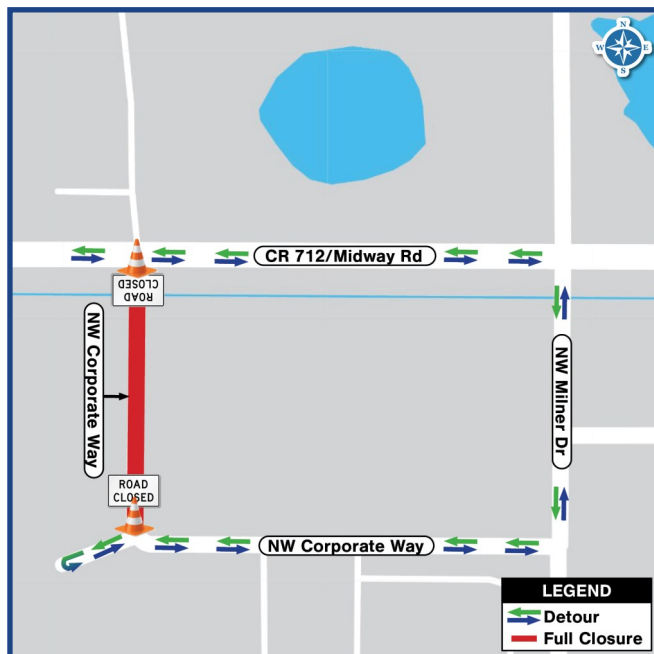 N
W E
S
CR 712/Midway Rd
ROAD
CLOSED
NW Corporate Way
NW Milner Dr
ROAD
CLOSED
NW Corporate Way
LEGEND
Detour
Full Closure